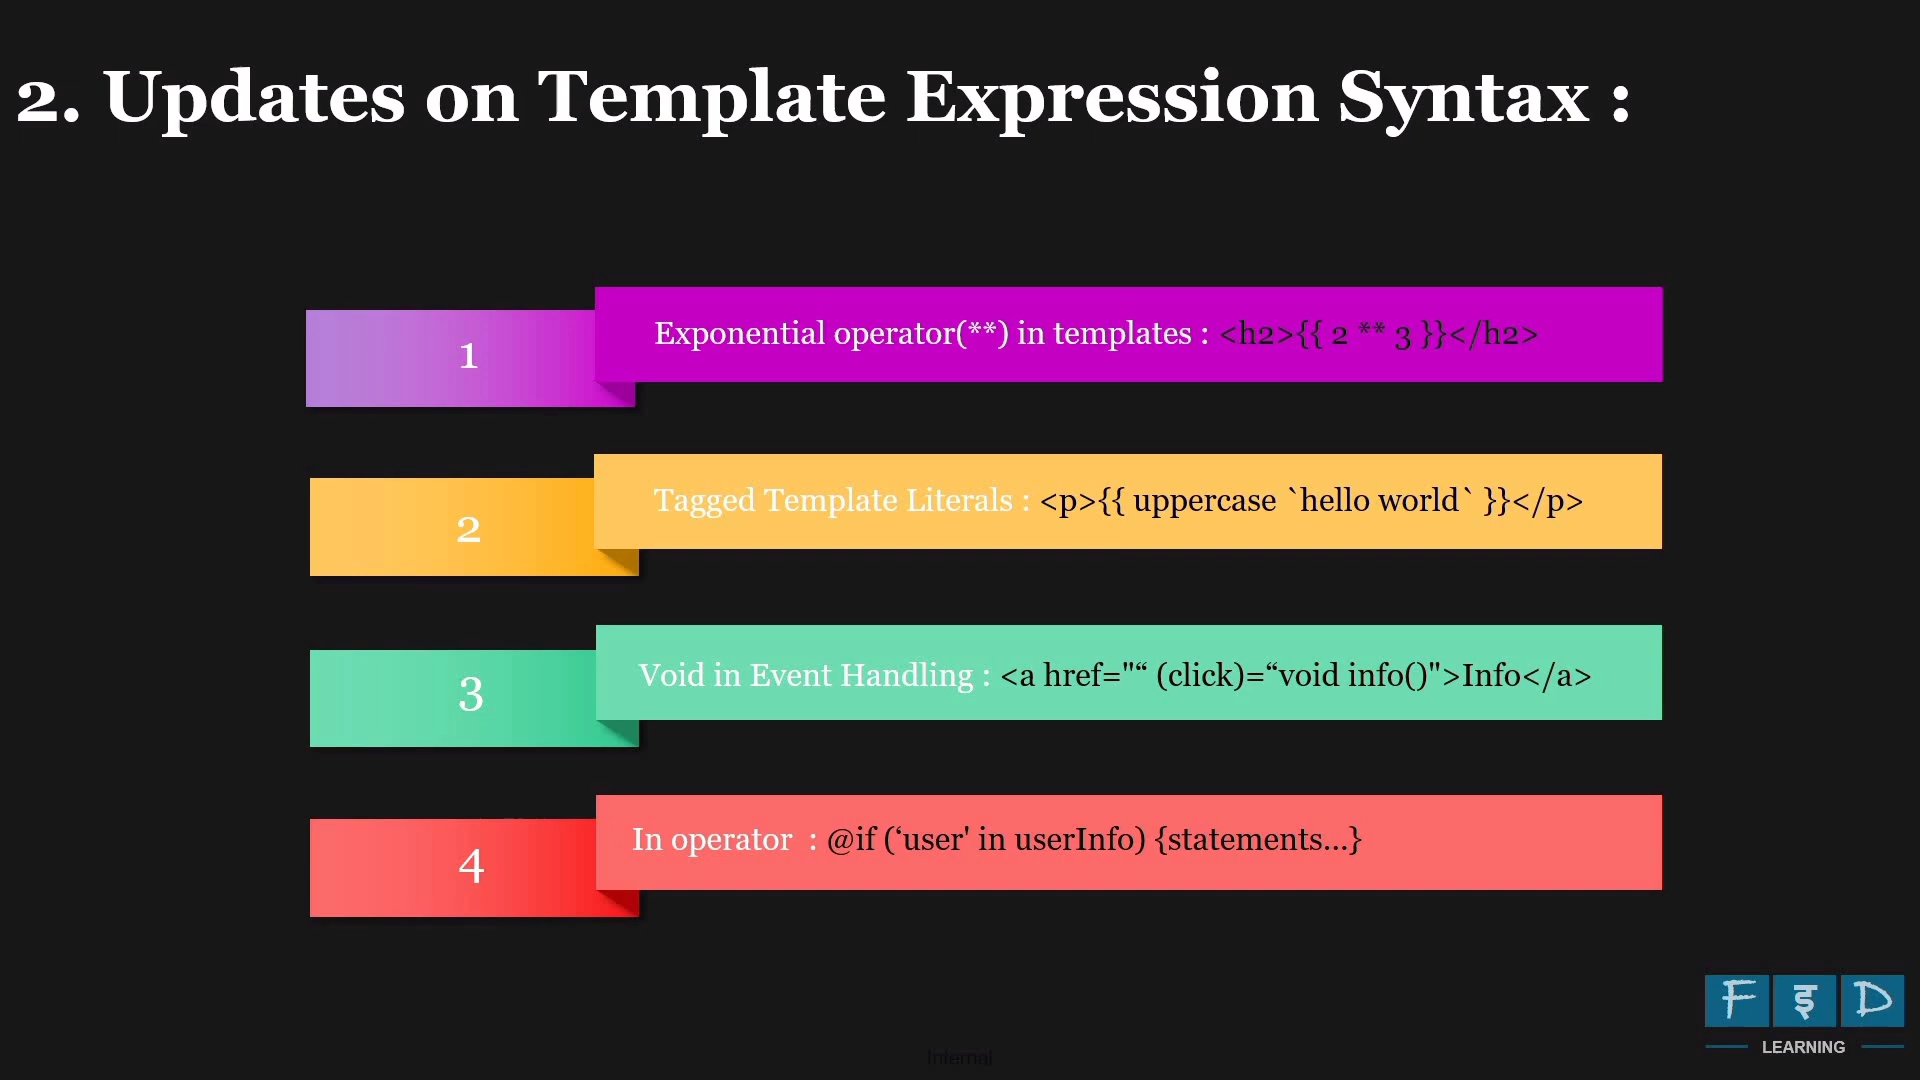 2. Updates on Template Expression Syntax :
1
Exponential operator(**) in templates : <h2>{{ 2 ** 3 }}</h2>
2
Tagged Template Literals : <p>{{ uppercase `hello world` }}</p>
3
Void in Event Handling : <a href="“ (click)=“void info()">Info</a>
4
In operator  : @if (‘user' in userInfo) {statements...}
F इ D
LEARNING
Internal